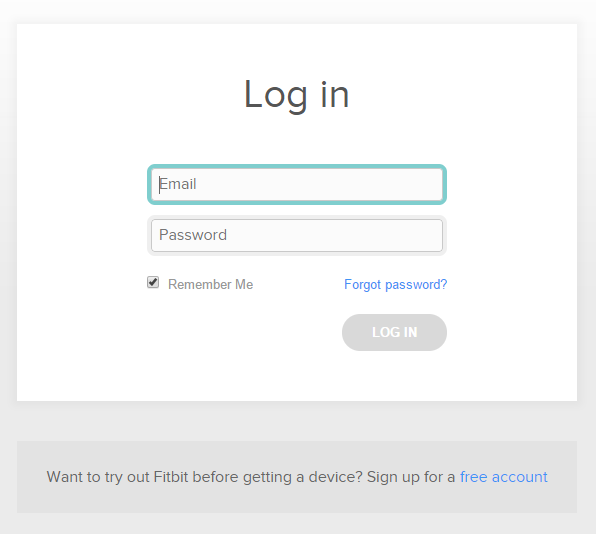 Log in
Email
Password
Remember Me Forgot password?
LOG IN
Want to try out Fitbit before getting a device? Sign up for a free account